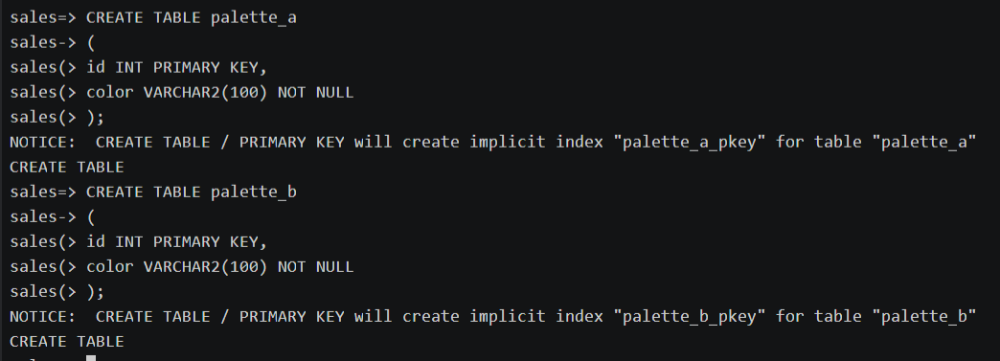 sales=> CREATE TABLE palette_a
sales-> (
sales(> id INT PRIMARY KEY,
sales(> color VARCHAR2(100) NOT NULL
sales(> );
NOTICE:  CREATE TABLE / PRIMARY KEY will create implicit index "palette_a_pkey" for table "palette_a"
CREATE TABLE
sales=> CREATE TABLE palette_b
sales-> (
sales(> id INT PRIMARY KEY,
sales(> color VARCHAR2(100) NOT NULL
sales(> );
NOTICE:  CREATE TABLE / PRIMARY KEY will create implicit index "palette_b_pkey" for table "palette_b"
CREATE TABLE